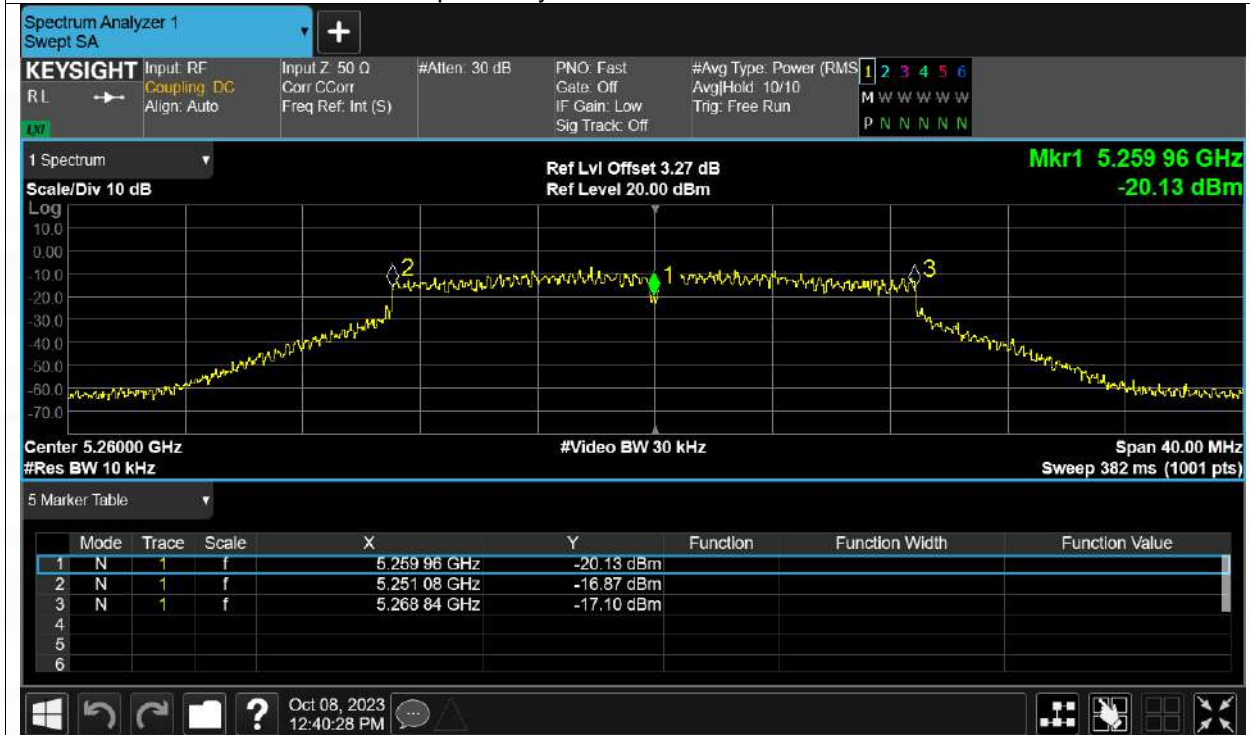 Spectrum Analyzer 1
Swept SA
+
KEYSIGHT Input: RF Input Z: 50 Ω #Atten: 30 dB PNO: Fast #Avg Type: Power (RMS 1 2 3 4 5 6
RL Coupling: DC Corr CCorr Gate: Off Avg|Hold: 10/10 M W W W W W
Align: Auto Freq Ref: Int (S) IF Gain: Low Trig: Free Run P N N N N N
LXI Sig Track: Off
1 Spectrum
Scale/Div 10 dB
Ref Lvl Offset 3.27 dB
Ref Level 20.00 dBm
Mkr1 5.259 96 GHz
-20.13 dBm
Log
10.0
0.00
-10.0
-20.0
-30.0
-40.0
-50.0
-60.0
-70.0
2
1
3
Center 5.26000 GHz #Video BW 30 kHz Span 40.00 MHz
#Res BW 10 kHz Sweep 382 ms (1001 pts)
5 Marker Table
Mode Trace Scale X Y Function Function Width Function Value
1 N 1 f 5.259 96 GHz -20.13 dBm
2 N 1 f 5.251 08 GHz -16.87 dBm
3 N 1 f 5.268 84 GHz -17.10 dBm
4
5
6
?
Oct 08, 2023
12:40:28 PM